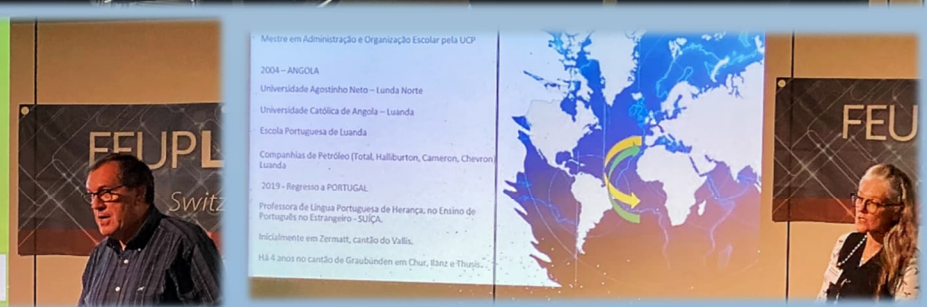 FEUPL
Switz
Mestre em Administração e Organização Escolar pela UCP
2004 – ANGOLA
Universidade Agostinho Neto – Lunda Norte
Universidade Católica de Angola – Luanda
Escola Portuguesa de Luanda
Companhias de Petróleo (Total, Halliburton, Cameron, Chevron)
Luanda
2019 - Regresso a PORTUGAL
Professora de Língua Portuguesa de Herança, no Ensino de
Português no Estrangeiro - SUÍÇA.
Inicialmente em Zermatt, cantão do Vallis.
Há 4 anos no cantão de Graubünden em Chur, Ilanz e Thusis.
FEU